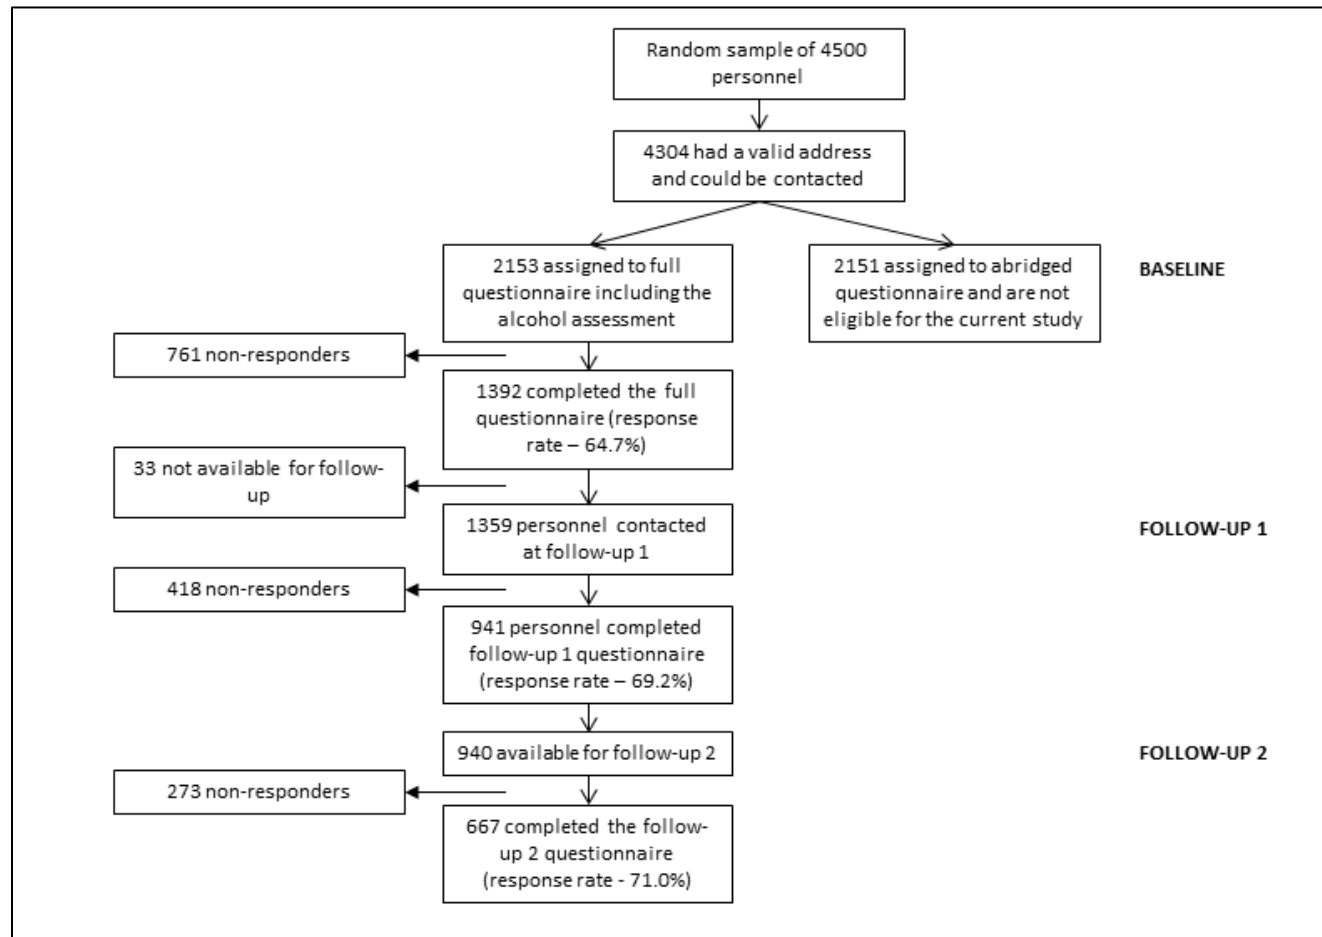 Random sample of 4500
personnel
4304 had a valid address
and could be contacted
2153 assigned to full
questionnaire including the
alcohol assessment
2151 assigned to abridged
questionnaire and are not
eligible for the current study
BASELINE
761 non-responders
1392 completed the full
questionnaire (response
rate – 64.7%)
33 not available for follow-
up
1359 personnel contacted
at follow-up 1
FOLLOW-UP 1
418 non-responders
941 personnel completed
follow-up 1 questionnaire
(response rate – 69.2%)
940 available for follow-up 2
FOLLOW-UP 2
273 non-responders
667 completed the follow-
up 2 questionnaire
(response rate - 71.0%)